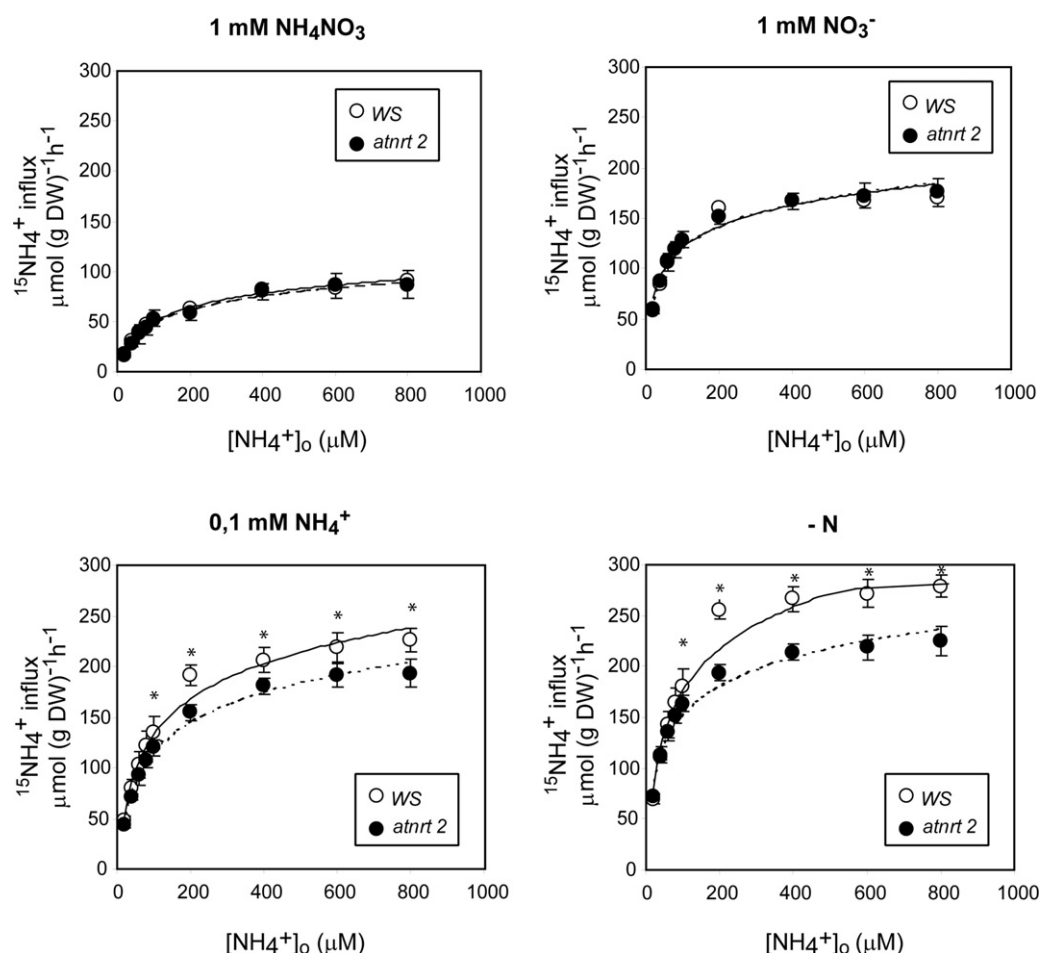 1 mM NH₄NO₃
300
250
200
150
100
50
0
¹⁵NH₄⁺ influx
µmol (g DW)⁻¹h⁻¹
WS
atnrt 2
0 200 400 600 800 1000
[NH₄⁺]ₒ (µM)
1 mM NO₃⁻
300
250
200
150
100
50
0
¹⁵NH₄⁺ influx
µmol (g DW)⁻¹h⁻¹
WS
atnrt 2
0 200 400 600 800 1000
[NH₄⁺]ₒ (µM)
0,1 mM NH₄⁺
300
250
200
150
100
50
0
¹⁵NH₄⁺ influx
µmol (g DW)⁻¹h⁻¹
* * * * *
WS
atnrt 2
0 200 400 600 800 1000
[NH₄⁺]ₒ (µM)
- N
300
250
200
150
100
50
0
¹⁵NH₄⁺ influx
µmol (g DW)⁻¹h⁻¹
* * * * *
WS
atnrt 2
0 200 400 600 800 1000
[NH₄⁺]ₒ (µM)